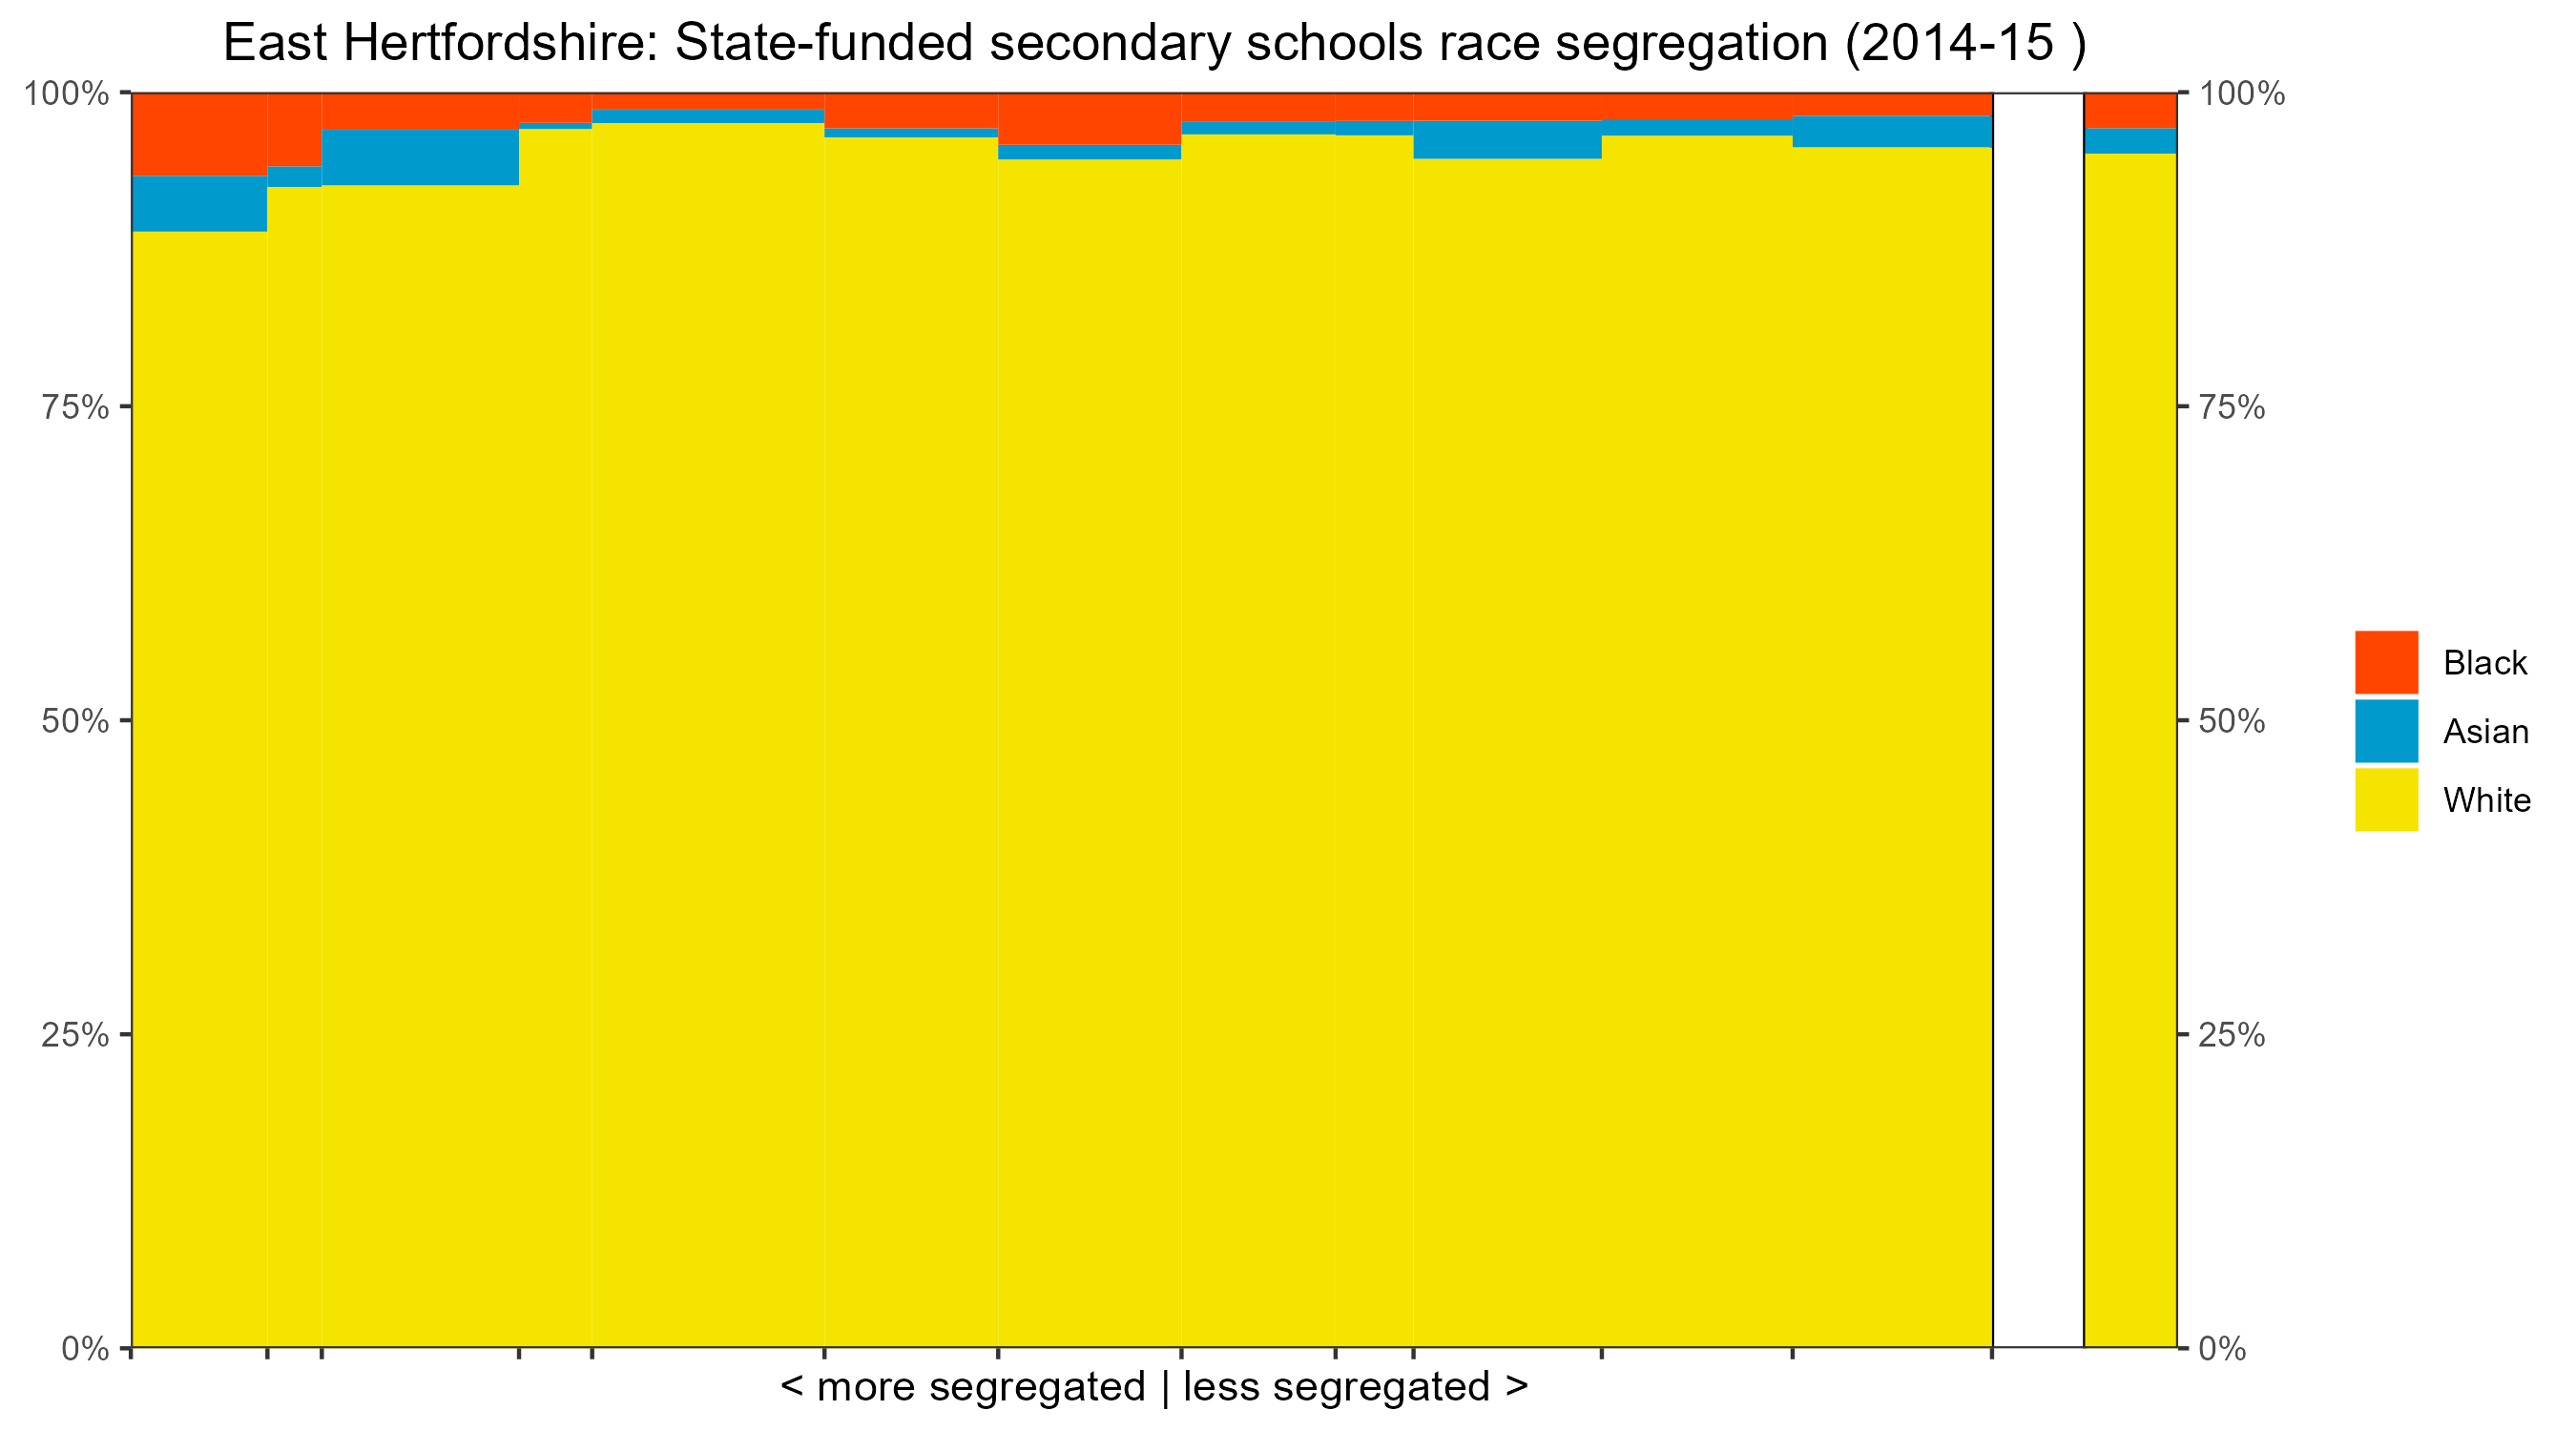 East Hertfordshire: State-funded secondary schools race segregation (2014-15 )
100%
75%
50%
25%
0%
100%
75%
50%
25%
0%
Black
Asian
White
< more segregated | less segregated >